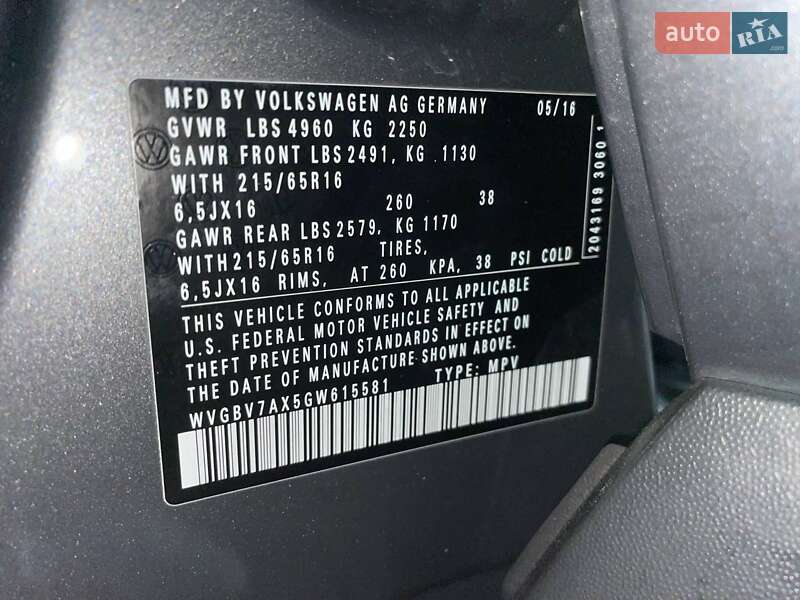 auto RIA.com
MFD BY VOLKSWAGEN AG GERMANY 05/16
GVWR LBS 4960 KG 2250
GAWR FRONT LBS 2491, KG 1130
WITH 215/65R16
6,5JX16 260 38
GAWR REAR LBS 2579, KG 1170
WITH 215/65R16 TIRES,
6,5JX16 RIMS, AT 260 KPA, 38 PSI COLD
THIS VEHICLE CONFORMS TO ALL APPLICABLE
U.S. FEDERAL MOTOR VEHICLE SAFETY AND
THEFT PREVENTION STANDARDS IN EFFECT ON
THE DATE OF MANUFACTURE SHOWN ABOVE.
WVGBV7AX5GW615581 TYPE: MPV
2043169 3060 1